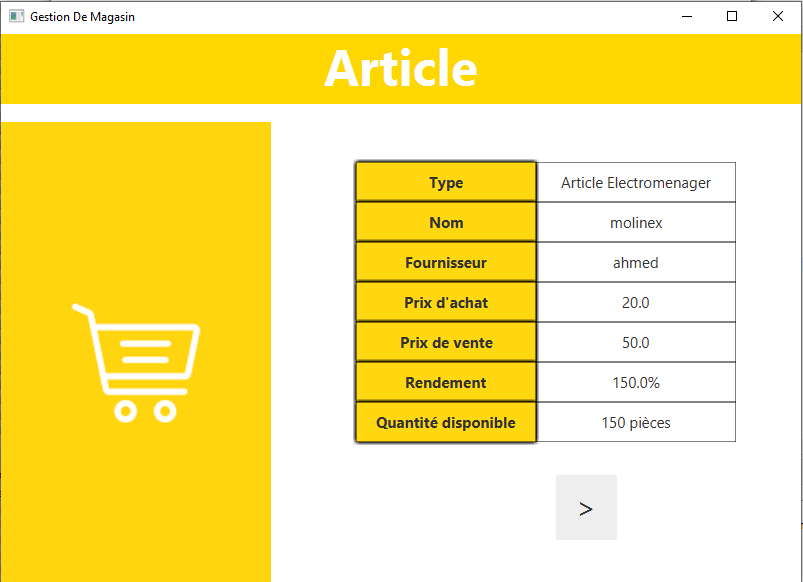 Gestion De Magasin
Article
Type Article Electromenager
Nom molinex
Fournisseur ahmed
Prix d'achat 20.0
Prix de vente 50.0
Rendement 150.0%
Quantité disponible 150 pièces
>